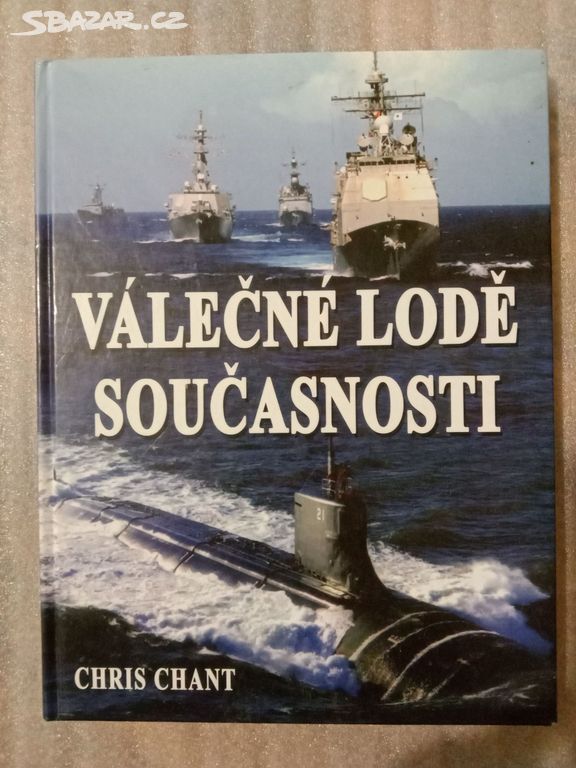 SBAZAR.CZ
VÁLEČNÉ LODĚ
SOUČASNOSTI
21
CHRIS CHANT